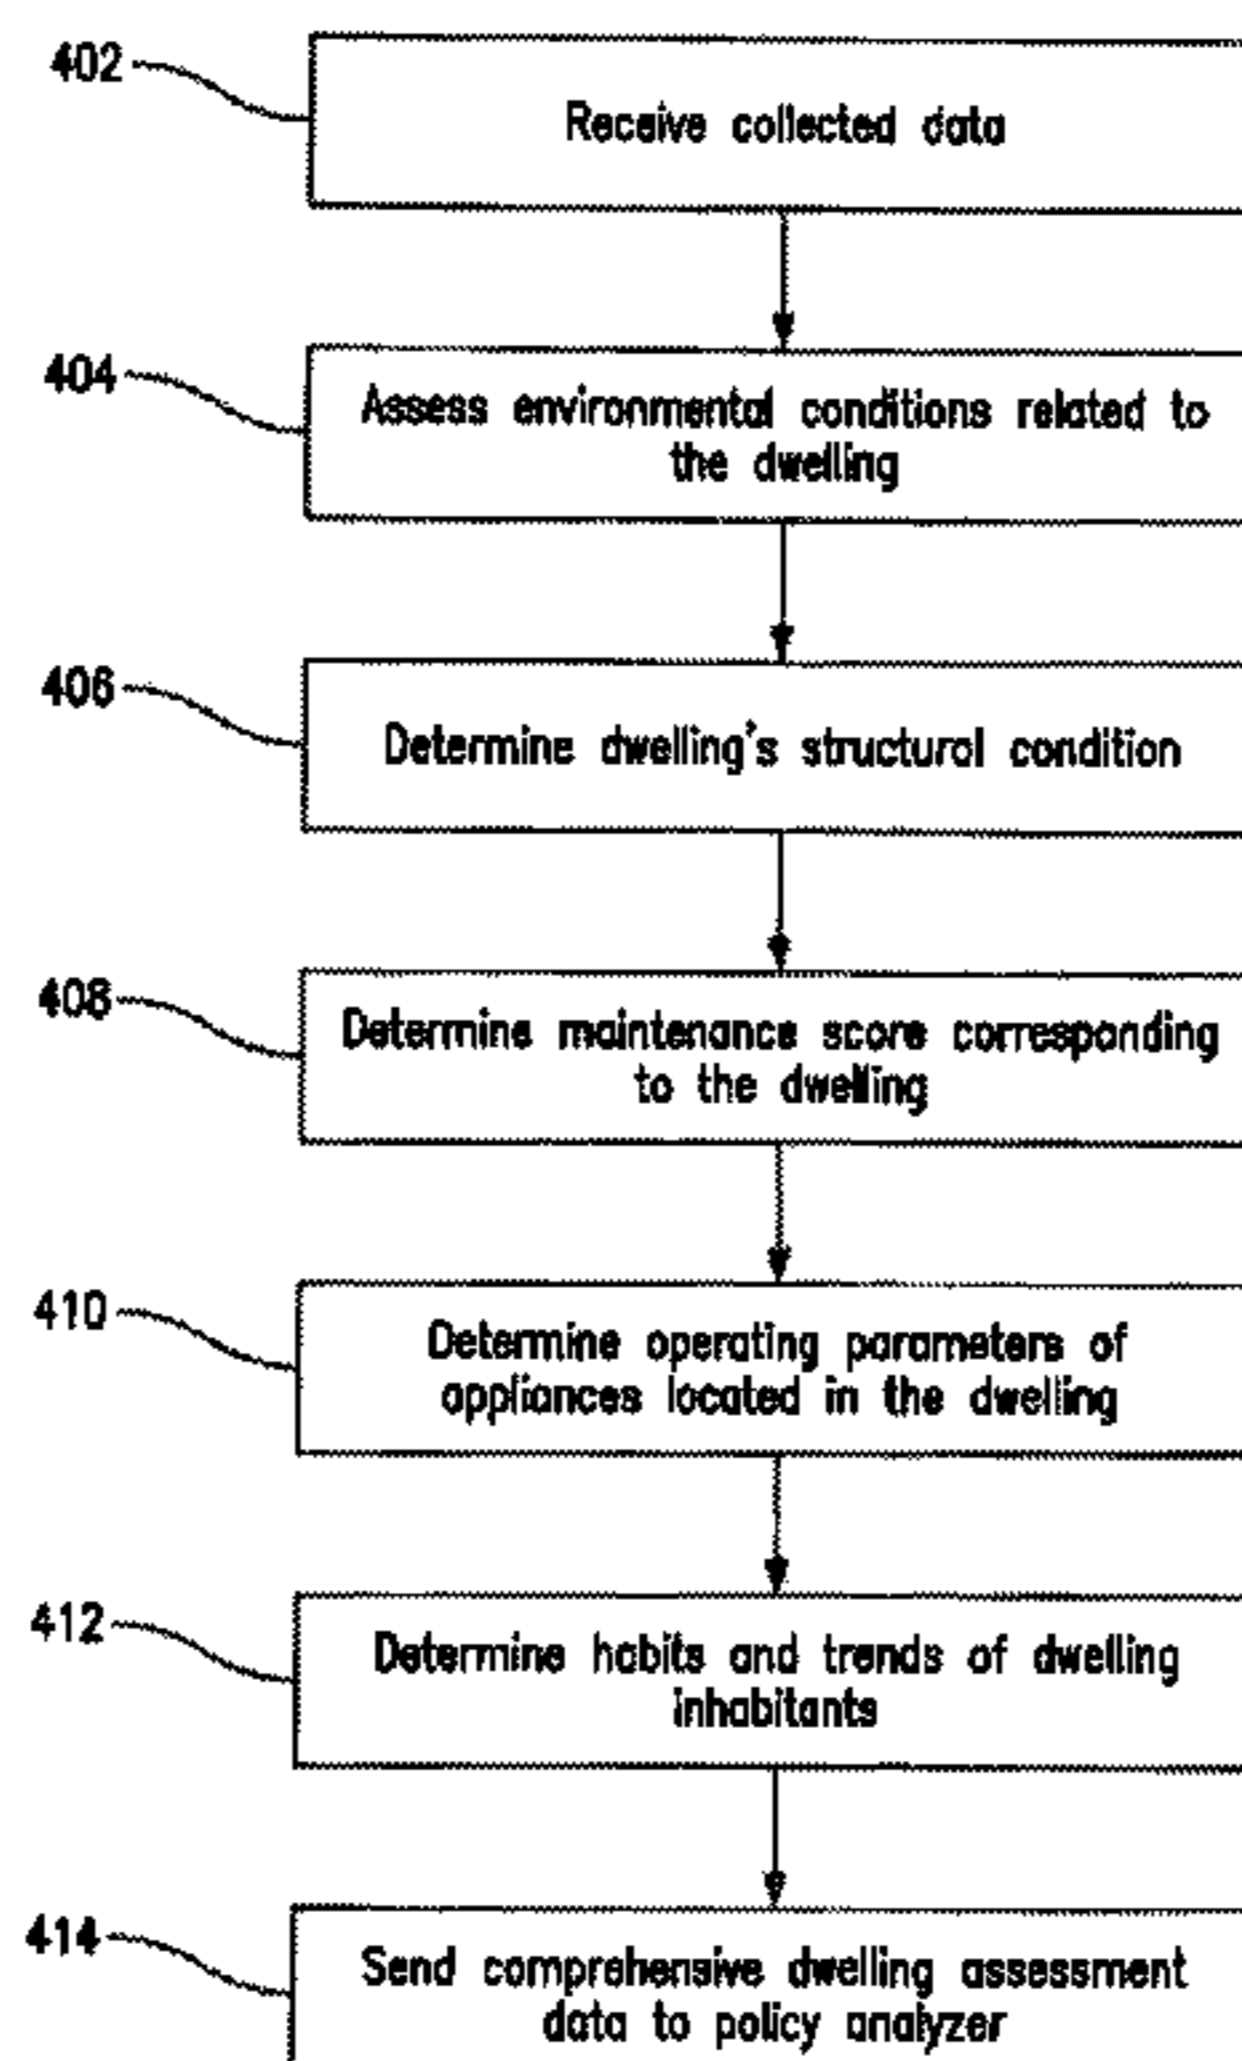 402
Receive collected data
404
Assess environmental conditions related to
the dwelling
406
Determine dwelling's structural condition
408
Determine maintenance score corresponding
to the dwelling
410
Determine operating parameters of
appliances located in the dwelling
412
Determine habits and trends of dwelling
inhabitants
414
Send comprehensive dwelling assessment
data to policy analyzer